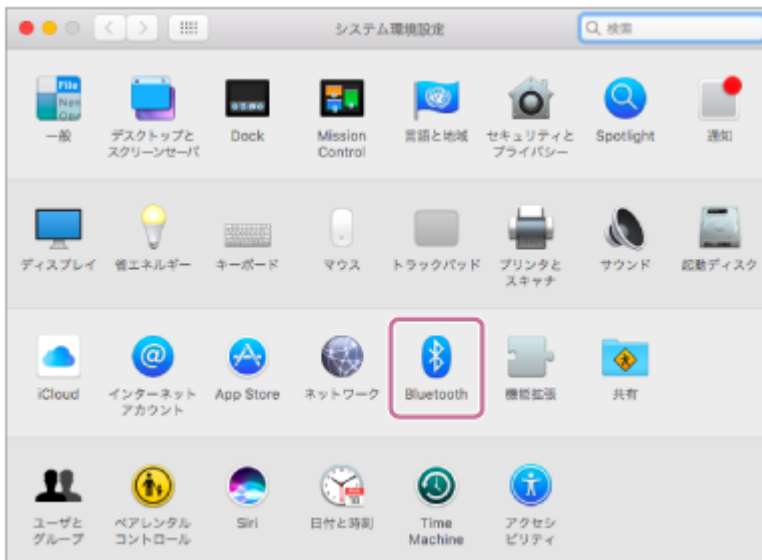 システム環境設定
検索
一般
デスクトップと
スクリーンセーバ
Dock
Mission
Control
言語と地域
セキュリティと
プライバシー
Spotlight
通知
ディスプレイ
省エネルギー
キーボード
マウス
トラックパッド
プリンタと
スキャナ
サウンド
起動ディスク
iCloud
インターネット
アカウント
App Store
ネットワーク
Bluetooth
機能拡張
共有
ユーザと
グループ
ペアレンタル
コントロール
Siri
日付と時刻
Time
Machine
アクセシ
ビリティ